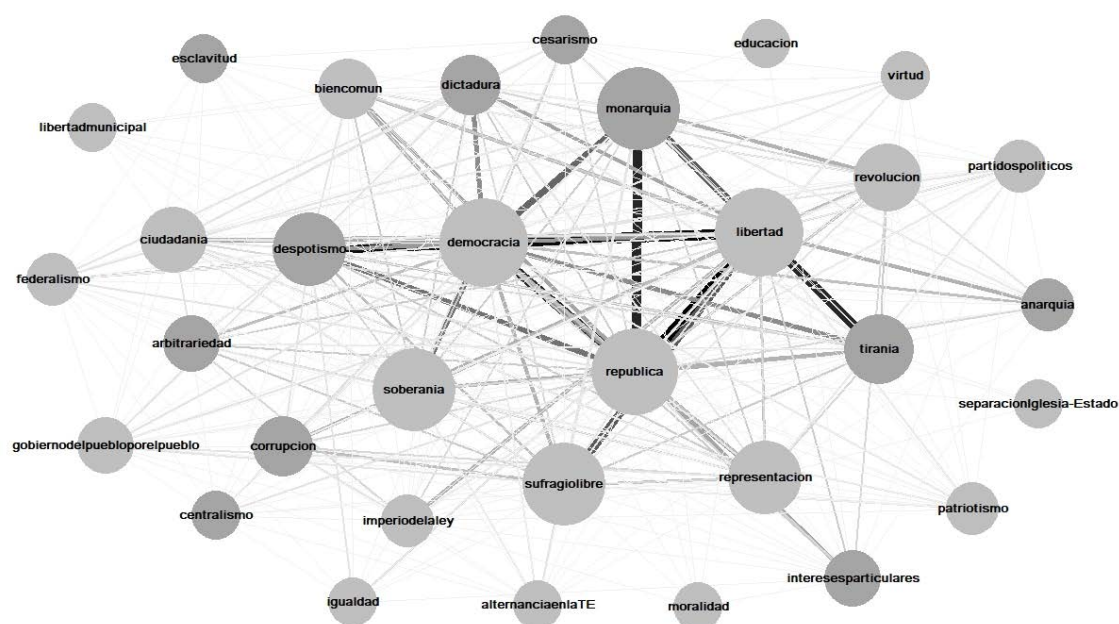 cesarismo
educacion
esclavitud
virtud
dictadura
biencomun
monarquia
libertadmunicipal
partidospoliticos
revolucion
libertad
ciudadania
democracia
despotismo
federalismo
anarquia
arbitrariedad
tirania
republica
soberania
separacionIglesia-Estado
gobiernodelpuebloporelpueblo
corrupcion
representacion
sufragiolibre
patriotismo
centralismo
imperiodelaley
interesesparticulares
igualdad
alternanciaenlaTE
moralidad